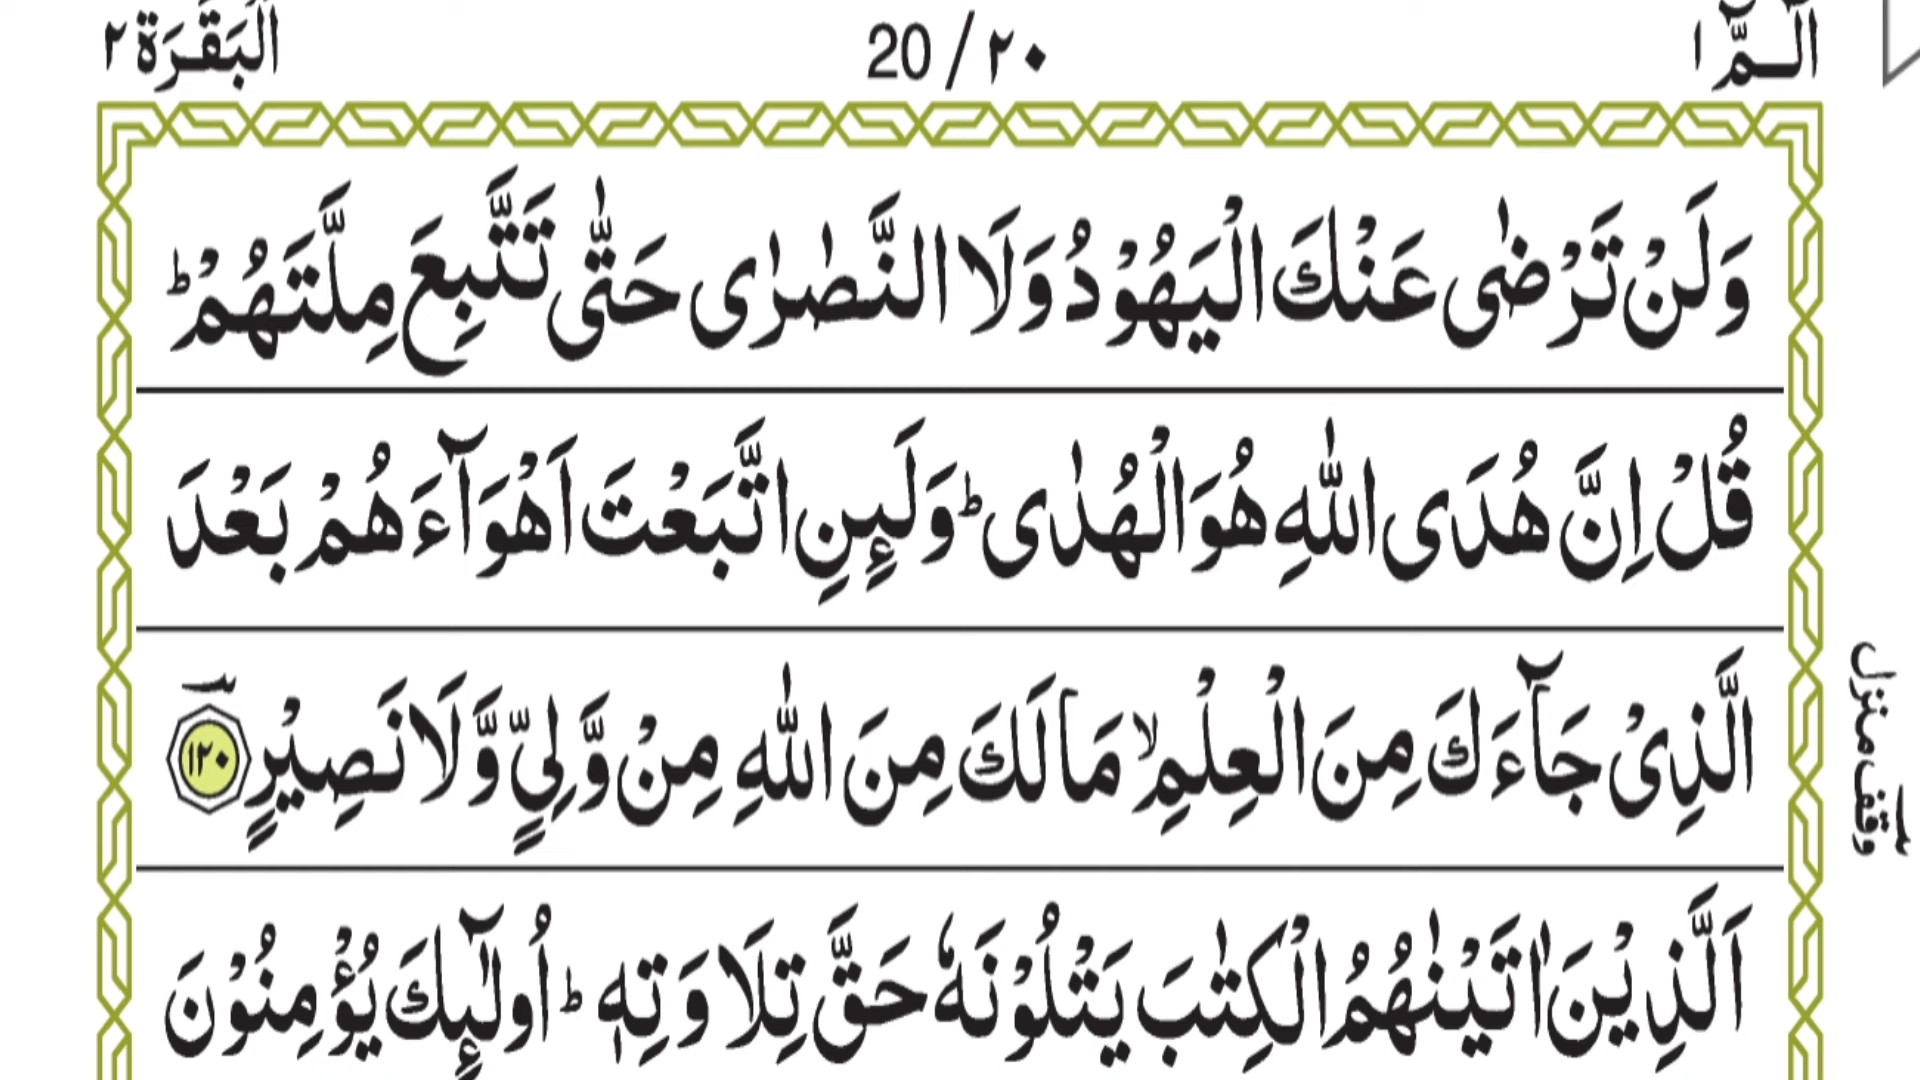 الٓـمّٓ ١
20/٢٠
اَلْبَقَرَة ٢
وَلَنْ تَرْضٰى عَنْكَ الْيَهُوْدُ وَلَا النَّصٰرٰى حَتّٰى تَتَّبِعَ مِلَّتَهُمْ ؕ
قُلْ اِنَّ هُدَى اللّٰهِ هُوَ الْهُدٰى ؕ وَلَئِنِ اتَّبَعْتَ اَهْوَآءَهُمْ بَعْدَ
الَّذِىْ جَآءَكَ مِنَ الْعِلْمِ ۙ مَا لَكَ مِنَ اللّٰهِ مِنْ وَّلِىٍّ وَّلَا نَصِيْرٍ ١٢٠
اَلَّذِيْنَ اٰتَيْنٰهُمُ الْكِتٰبَ يَتْلُوْنَهٗ حَقَّ تِلَاوَتِهٖ ؕ اُولٰٓئِكَ يُؤْمِنُوْنَ
وقف منزل